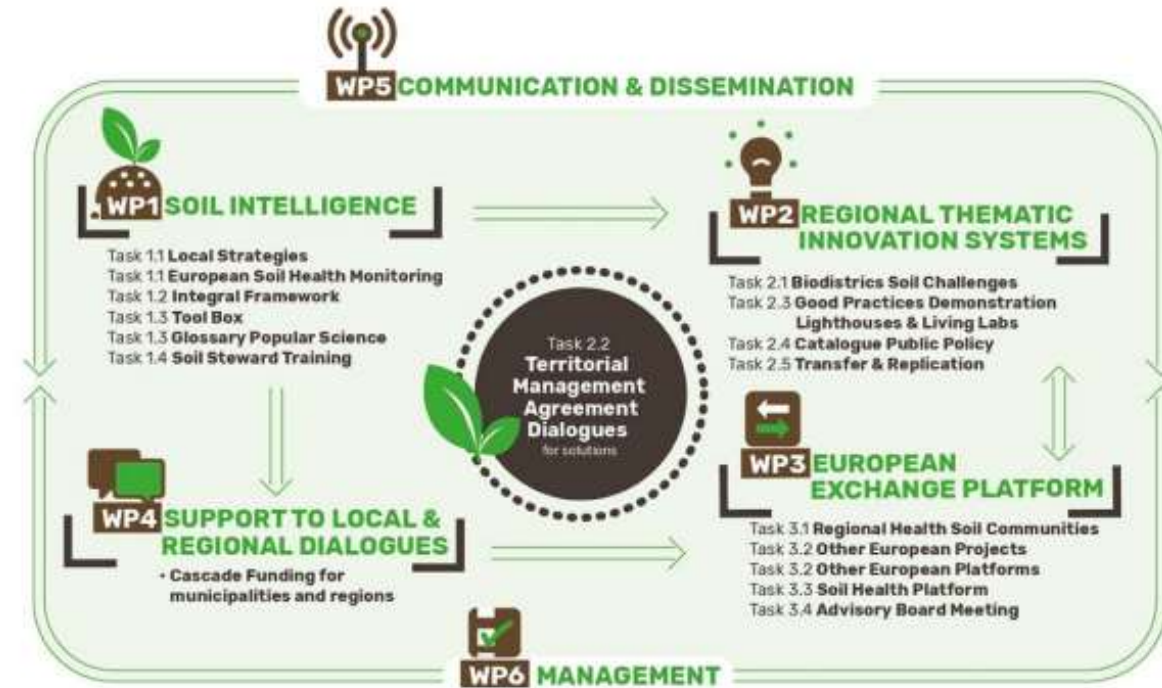 WP5 COMMUNICATION & DISSEMINATION
WP1 SOIL INTELLIGENCE
Task 1.1 Local Strategies
Task 1.1 European Soil Health Monitoring
Task 1.2 Integral Framework
Task 1.3 Tool Box
Task 1.3 Glossary Popular Science
Task 1.4 Soil Steward Training
WP2 REGIONAL THEMATIC
INNOVATION SYSTEMS
Task 2.1 Biodistrics Soil Challenges
Task 2.3 Good Practices Demonstration
Lighthouses & Living Labs
Task 2.4 Catalogue Public Policy
Task 2.5 Transfer & Replication
Task 2.2
Territorial
Management
Agreement
Dialogues
for solutions
WP4 SUPPORT TO LOCAL &
REGIONAL DIALOGUES
• Cascade Funding for
municipalities and regions
WP3 EUROPEAN
EXCHANGE PLATFORM
Task 3.1 Regional Health Soil Communities
Task 3.2 Other European Projects
Task 3.2 Other European Platforms
Task 3.3 Soil Health Platform
Task 3.4 Advisory Board Meeting
WP6 MANAGEMENT